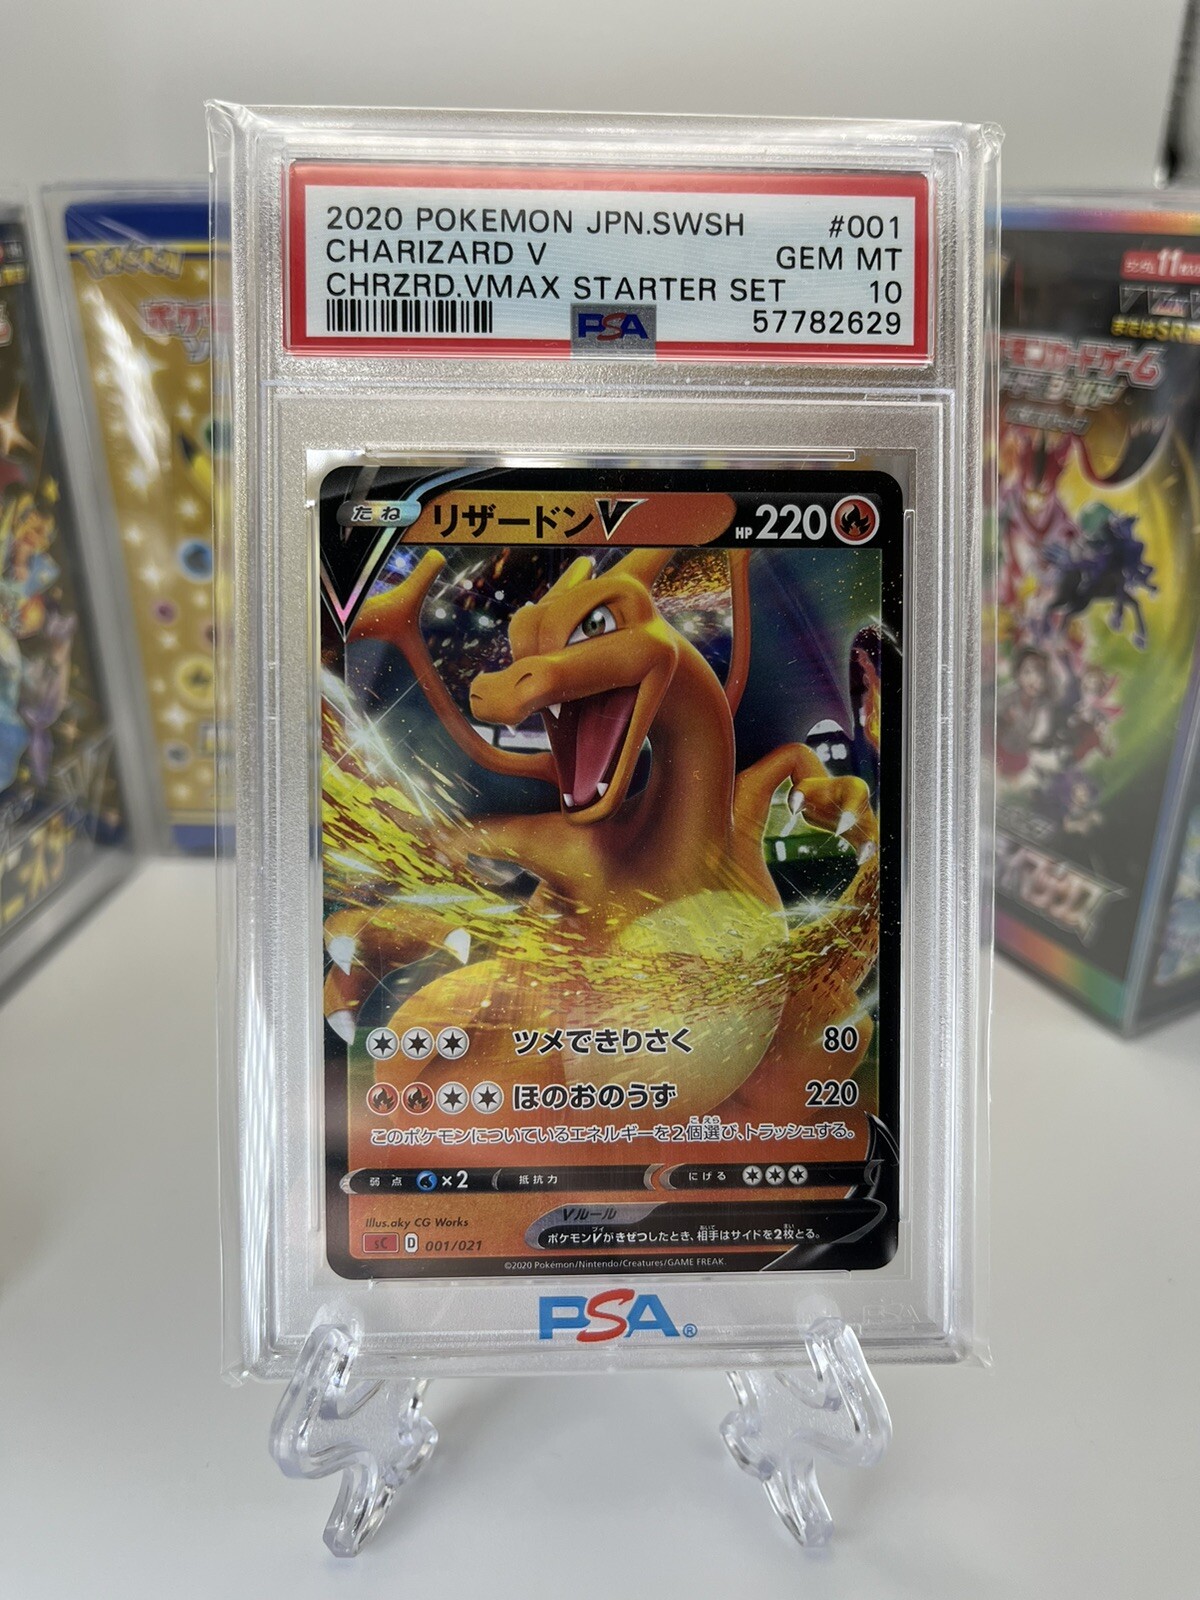 2020 POKEMON JPN.SWSH #001
CHARIZARD V GEM MT
CHRZRD.VMAX STARTER SET 10
PSA 57782629
たね リザードンV HP 220
ツメできりさく 80
ほのおのうず 220
このポケモンについているエネルギーを2個選び、トラッシュする。
弱点 ×2 抵抗力 にげる
Vルール
ポケモンVがきぜつしたとき、相手はサイドを2枚とる。
Illus.aky CG Works
sC D 001/021
©2020 Pokémon/Nintendo/Creatures/GAME FREAK.
PSA®
Pokémon
またはSR